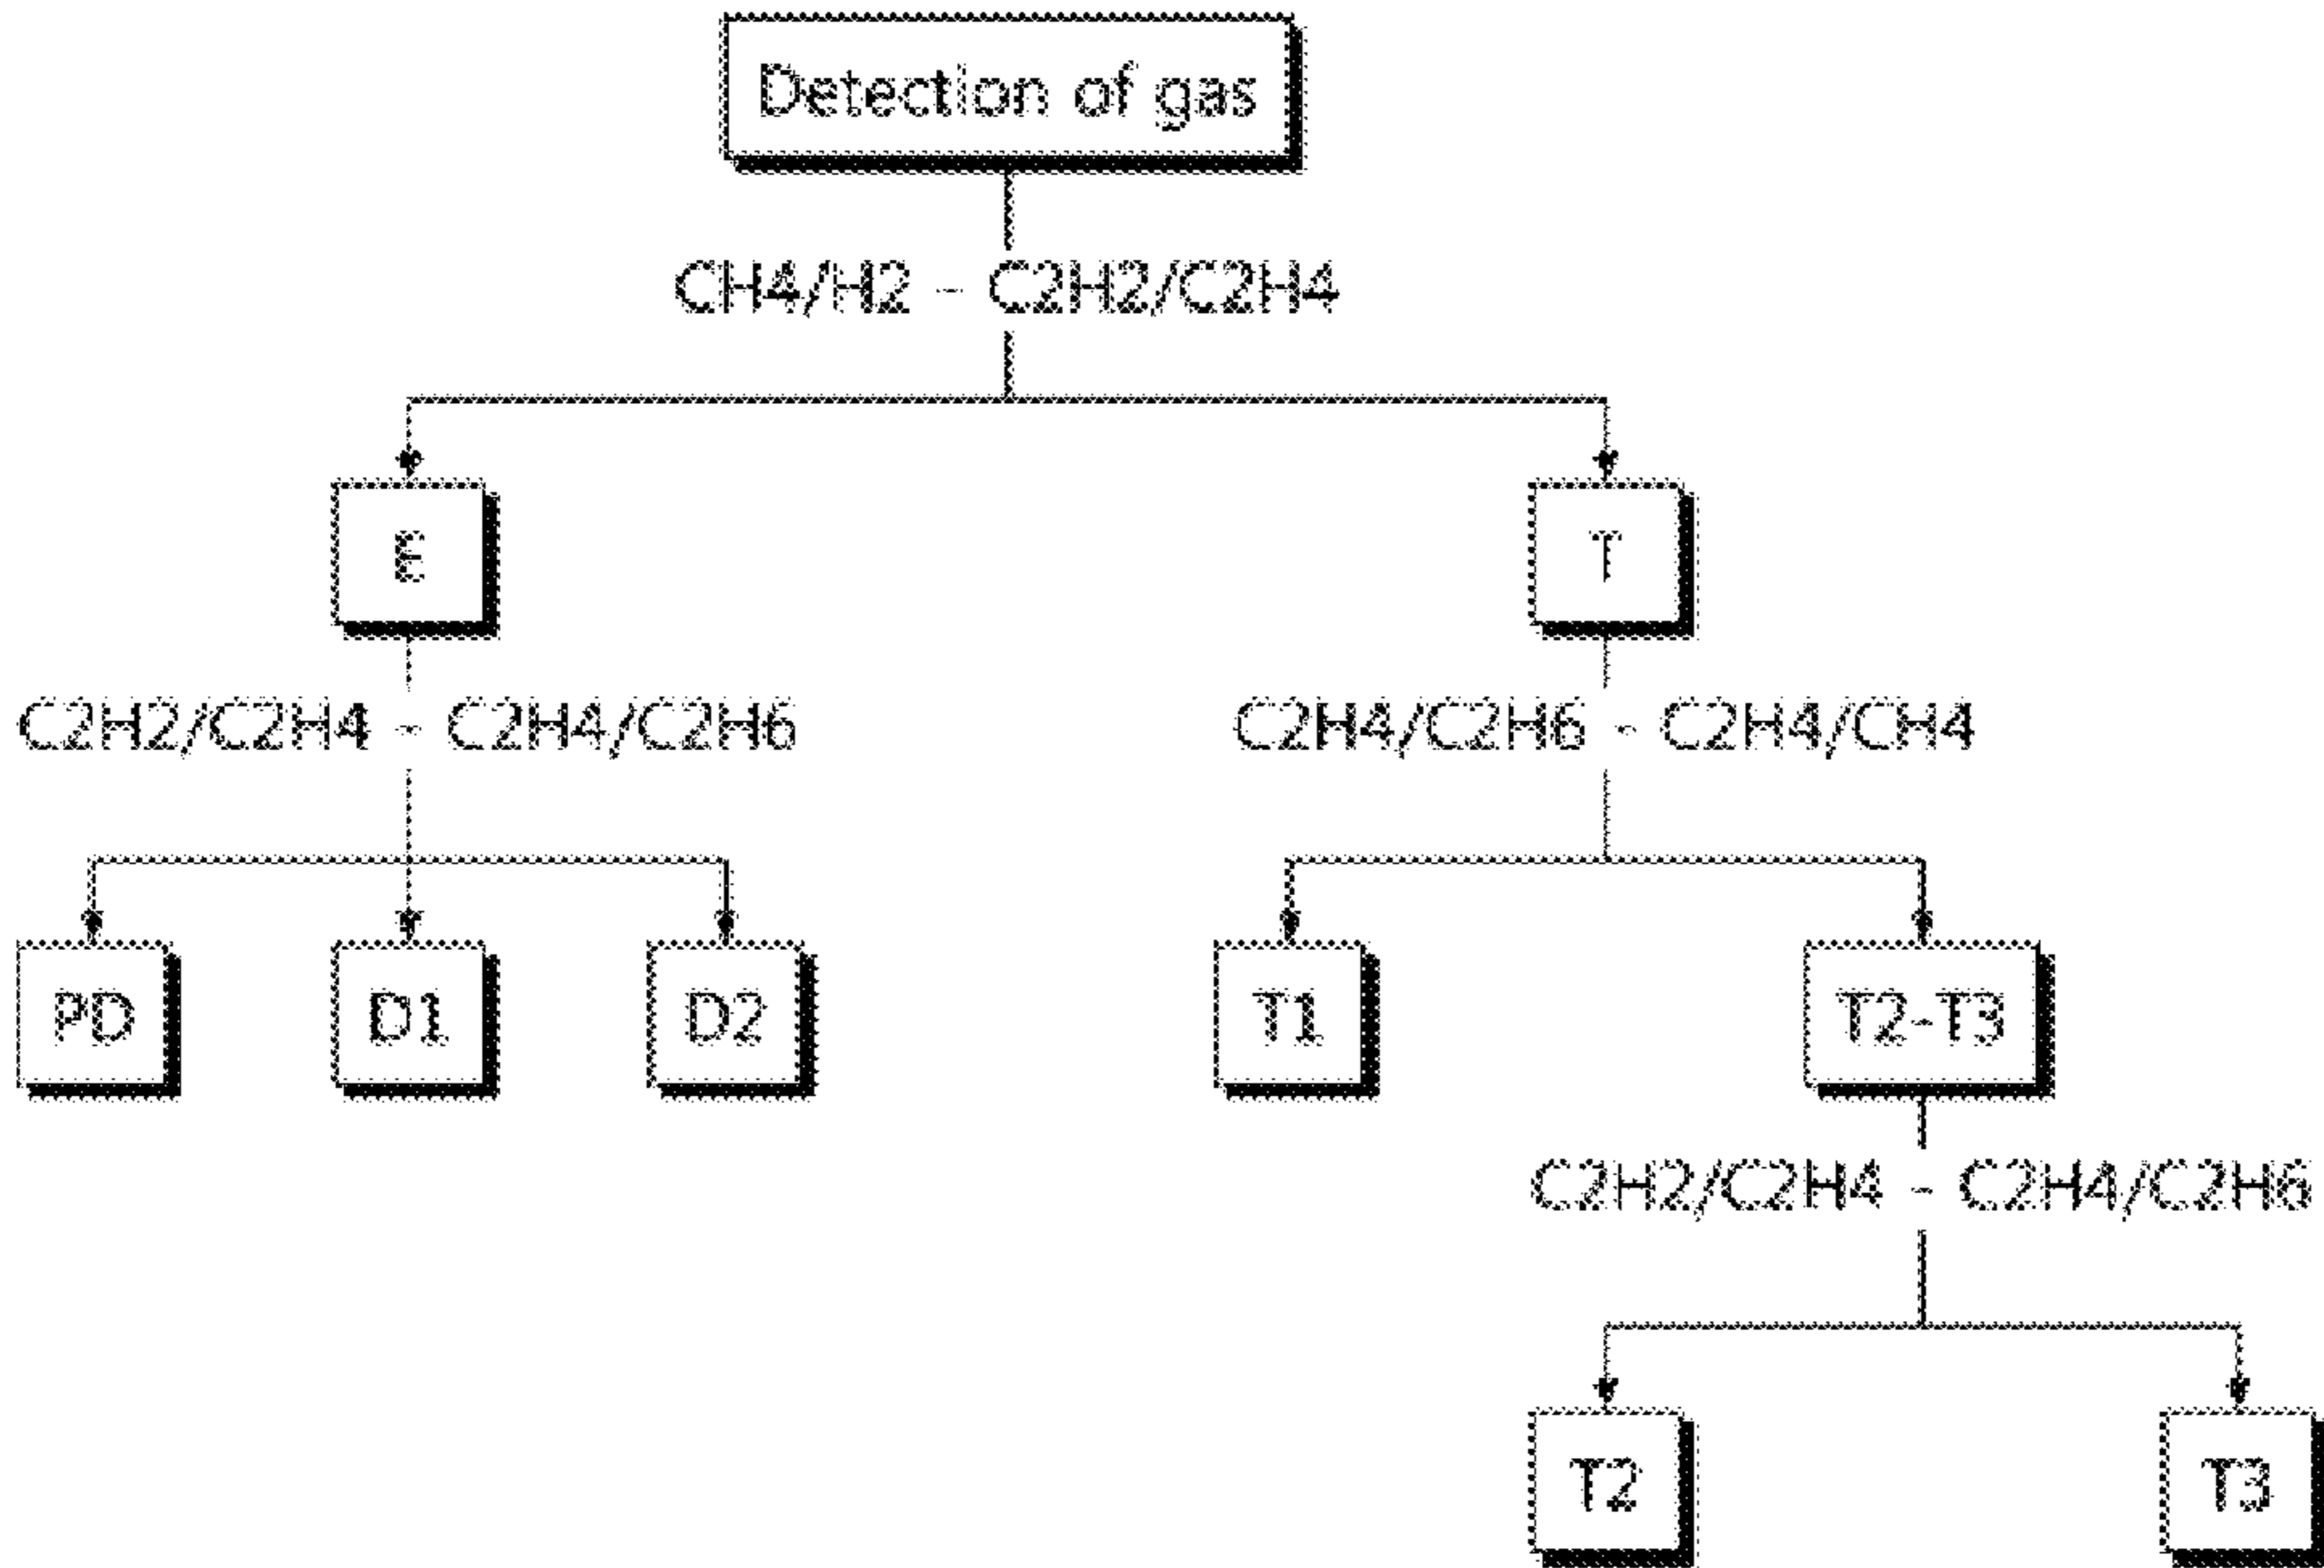 Detection of gas
CH4/H2 - C2H2/C2H4
E
T
C2H2/C2H4 - C2H4/C2H6
C2H4/C2H6 - C2H4/CH4
PD
D1
D2
T1
T2-T3
C2H2/C2H4 - C2H4/C2H6
T2
T3